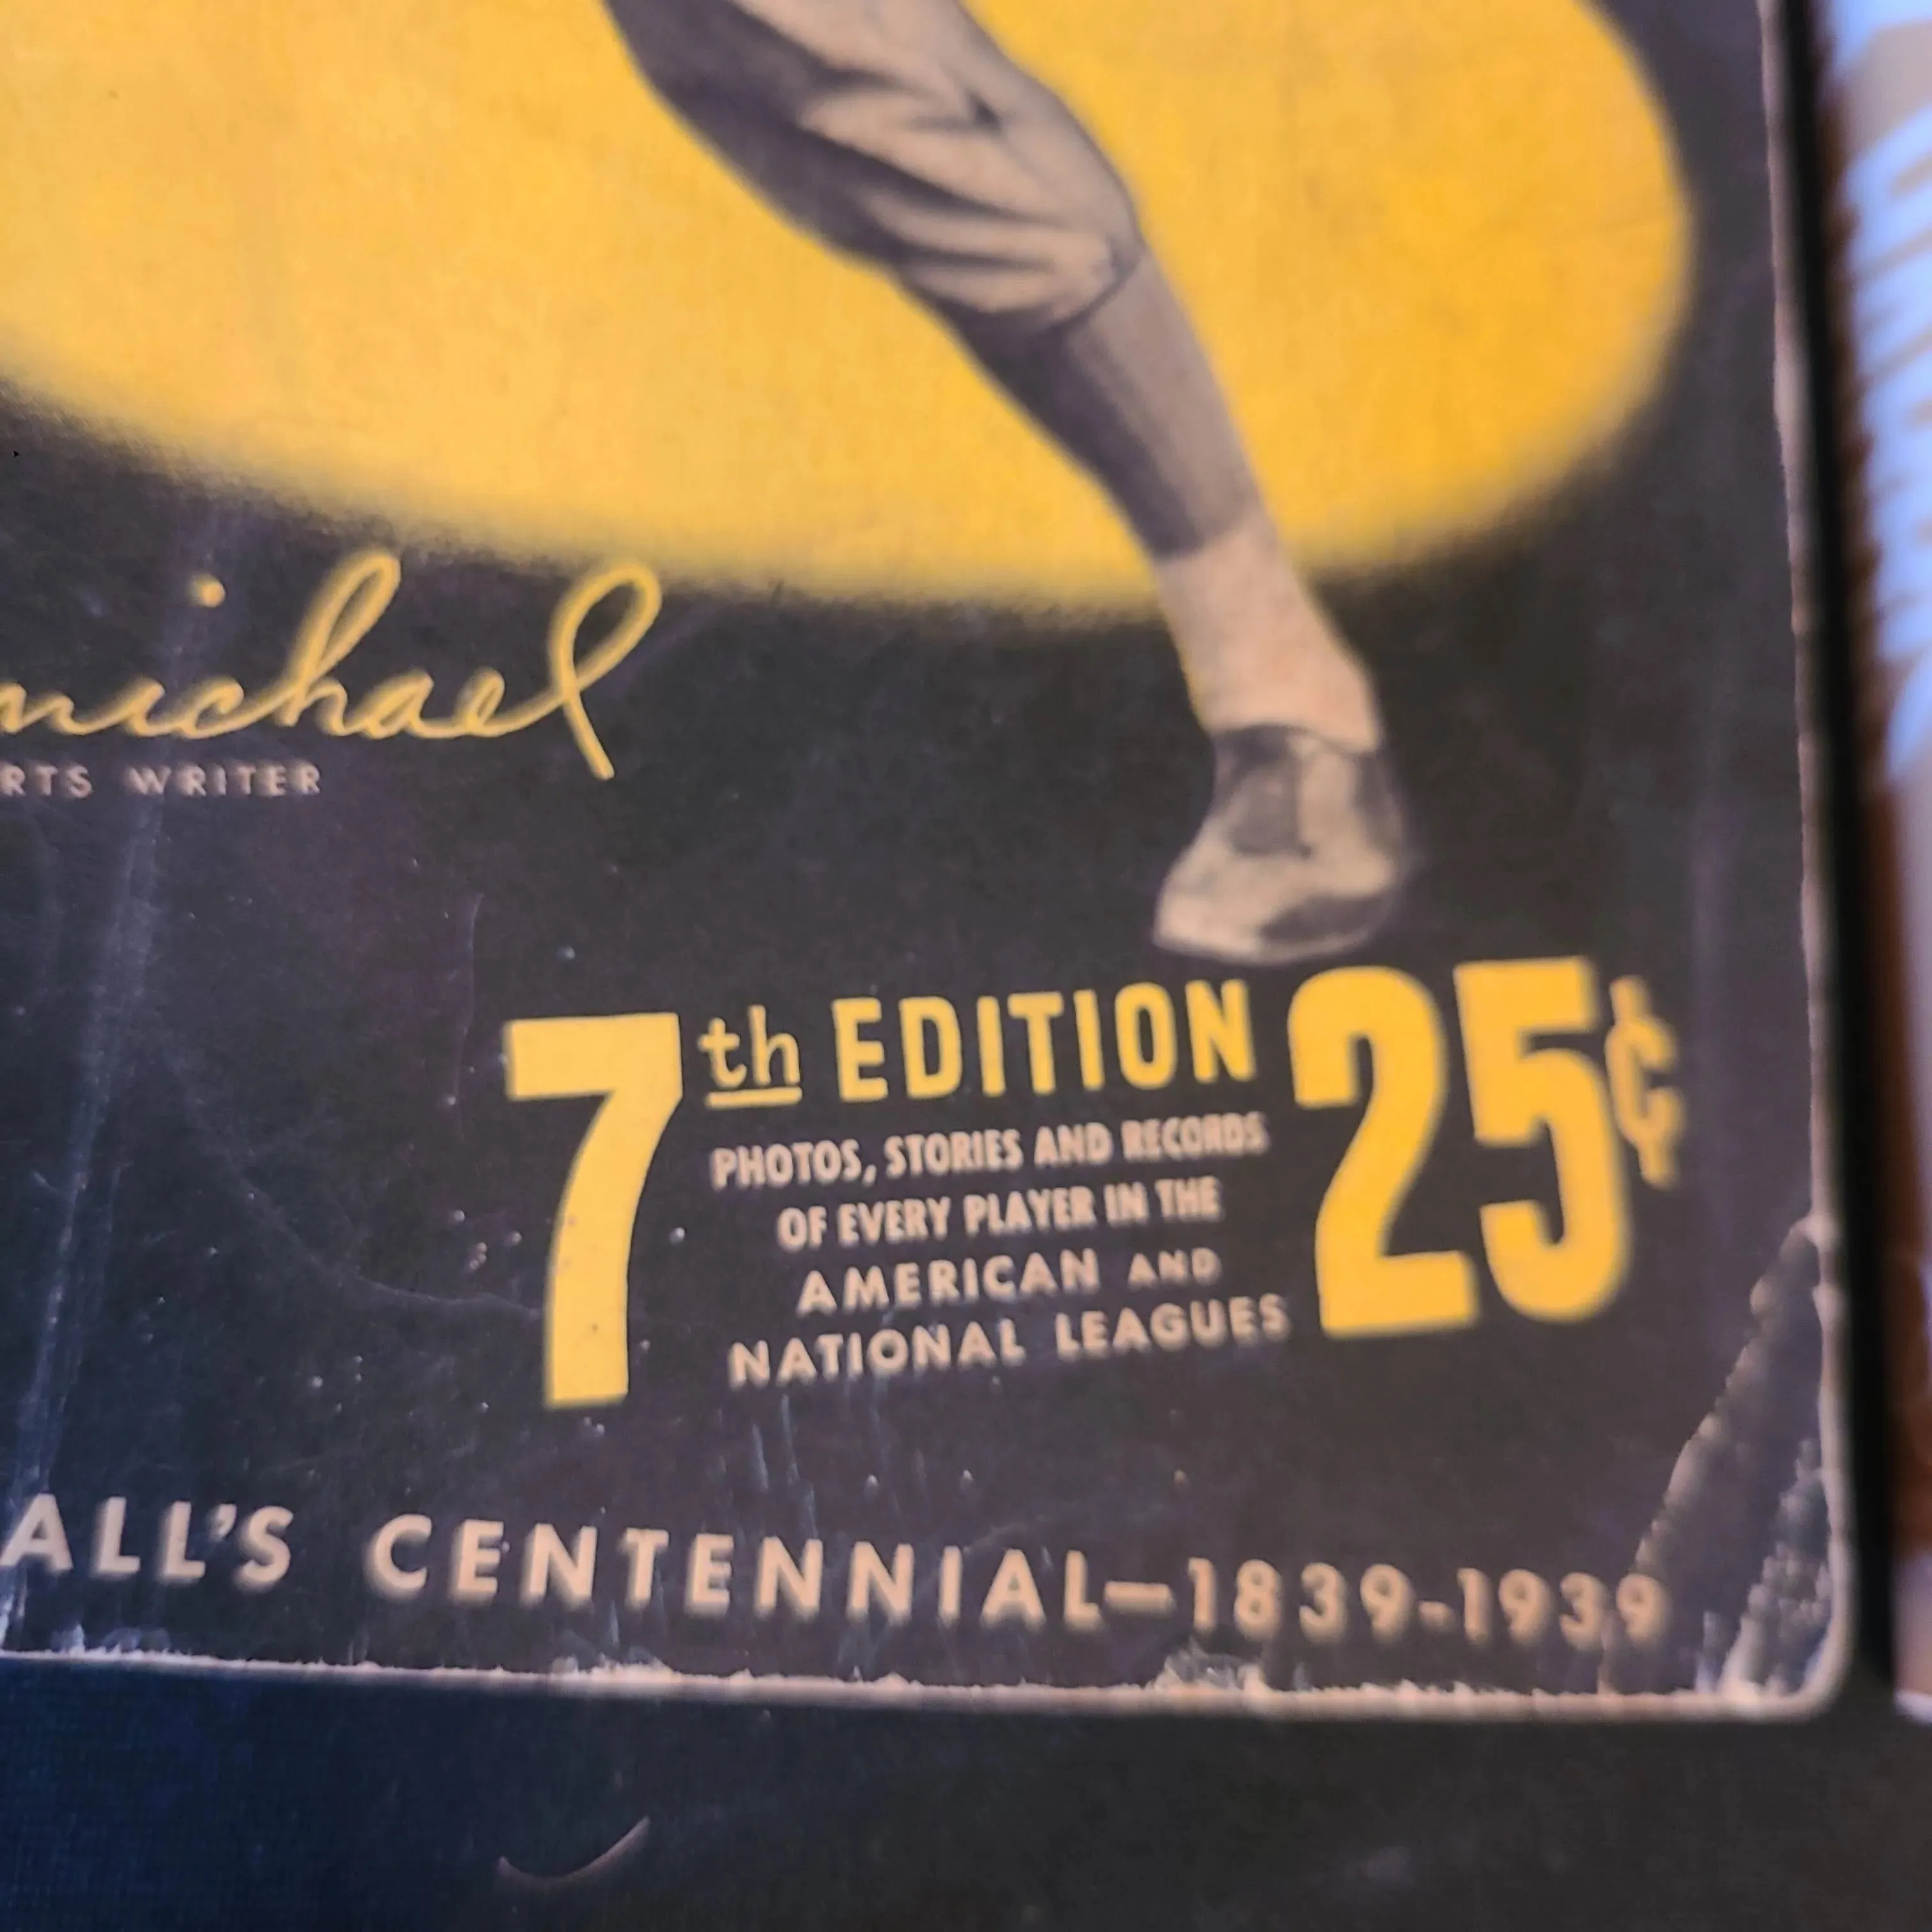 michael
RTS WRITER
7th EDITION 25¢
PHOTOS, STORIES AND RECORDS
OF EVERY PLAYER IN THE
AMERICAN AND
NATIONAL LEAGUES
ALL'S CENTENNIAL—1839-1939